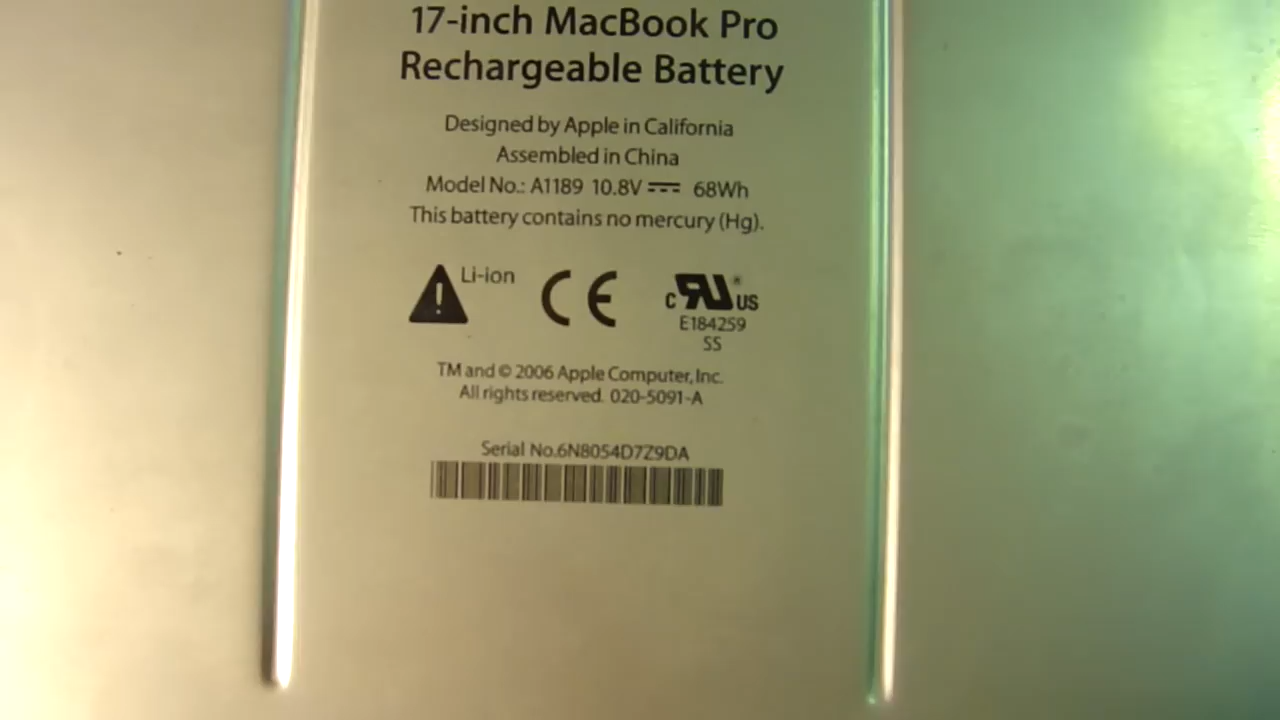 17-inch MacBook Pro
Rechargeable Battery
Designed by Apple in California
Assembled in China
Model No.: A1189 10.8V ⎓ 68Wh
This battery contains no mercury (Hg).
Li-ion
CE
c RU ® US
E184259
SS
TM and © 2006 Apple Computer, Inc.
All rights reserved. 020-5091-A
Serial No.6N8054D7Z9DA